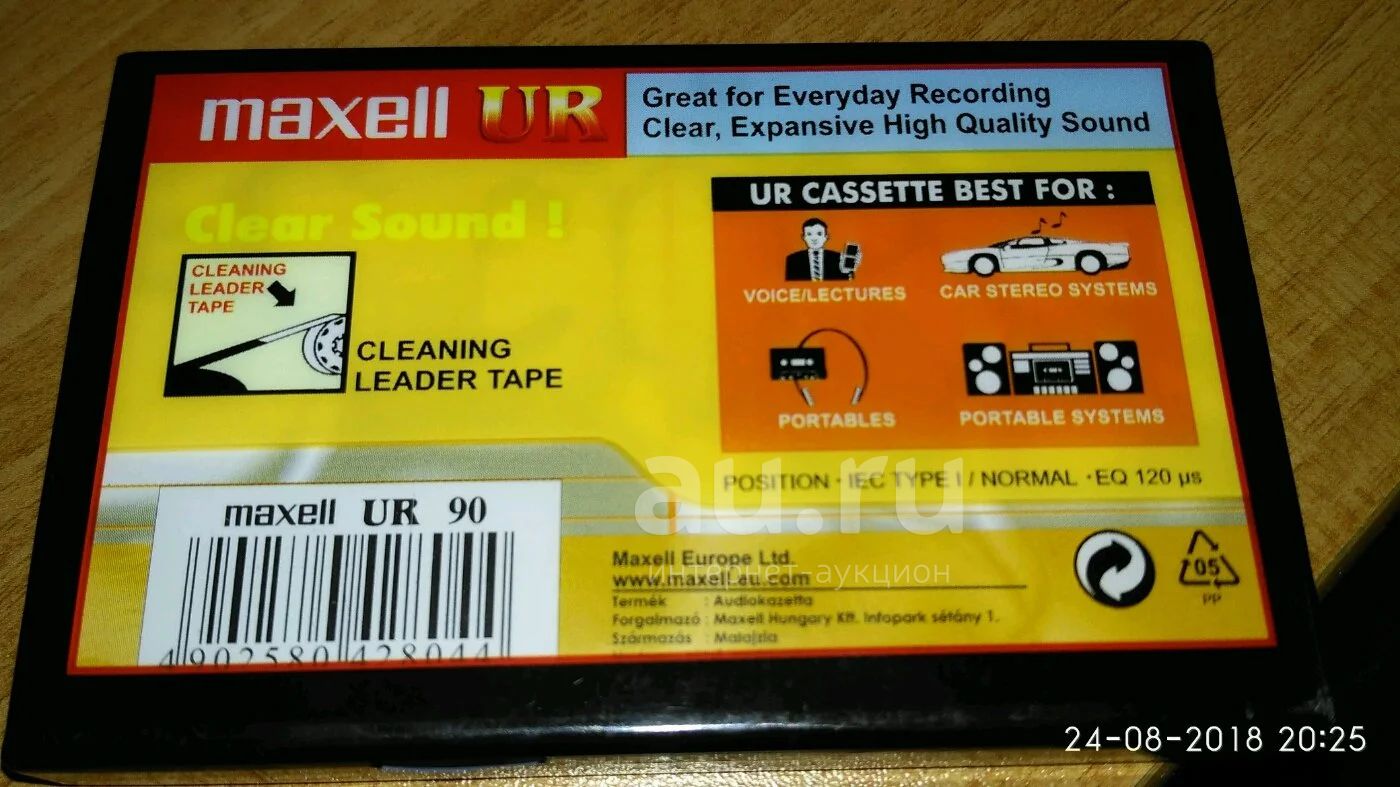 maxell UR
Great for Everyday Recording
Clear, Expansive High Quality Sound
Clear Sound !
CLEANING
LEADER
TAPE
CLEANING
LEADER TAPE
UR CASSETTE BEST FOR :
VOICE/LECTURES
CAR STEREO SYSTEMS
PORTABLES
PORTABLE SYSTEMS
POSITION · IEC TYPE I / NORMAL · EQ 120 µs
au.ru
интернет-аукцион
maxell UR 90
4902580 428044
Maxell Europe Ltd.
www.maxell.eu.com
Termék : Audiokazetta
Forgalmazó : Maxell Hungary Kft. Infopark sétány 1.
Származás : Malajzia
05
PP
24-08-2018 20:25